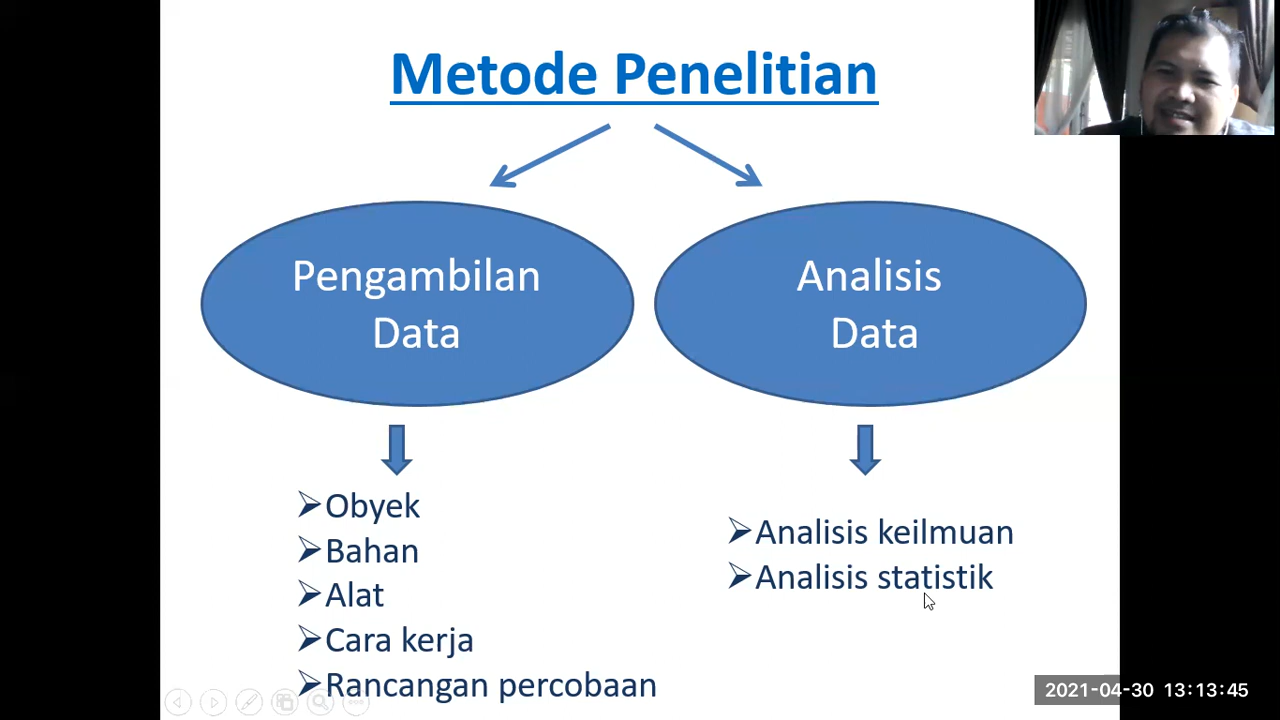 Metode Penelitian
Pengambilan
Data
Analisis
Data
Obyek
Bahan
Alat
Cara kerja
Rancangan percobaan
Analisis keilmuan
Analisis statistik
2021-04-30 13:13:45